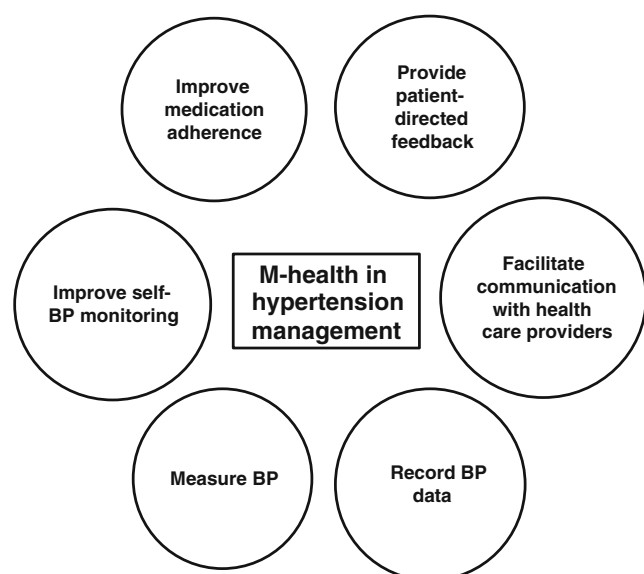 Improve
medication
adherence
Provide
patient-
directed
feedback
Improve self-
BP monitoring
M-health in
hypertension
management
Facilitate
communication
with health
care providers
Measure BP
Record BP
data